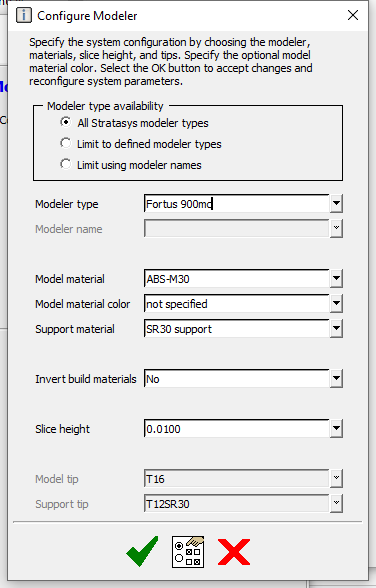 Configure Modeler
Specify the system configuration by choosing the modeler,
materials, slice height, and tips. Specify the optional model
material color. Select the OK button to accept changes and
reconfigure system parameters.
Modeler type availability
All Stratasys modeler types
Limit to defined modeler types
Limit using modeler names
Modeler type Fortus 900mc
Modeler name
Model material ABS-M30
Model material color not specified
Support material SR30 support
Invert build materials No
Slice height 0.0100
Model tip T16
Support tip T12SR30